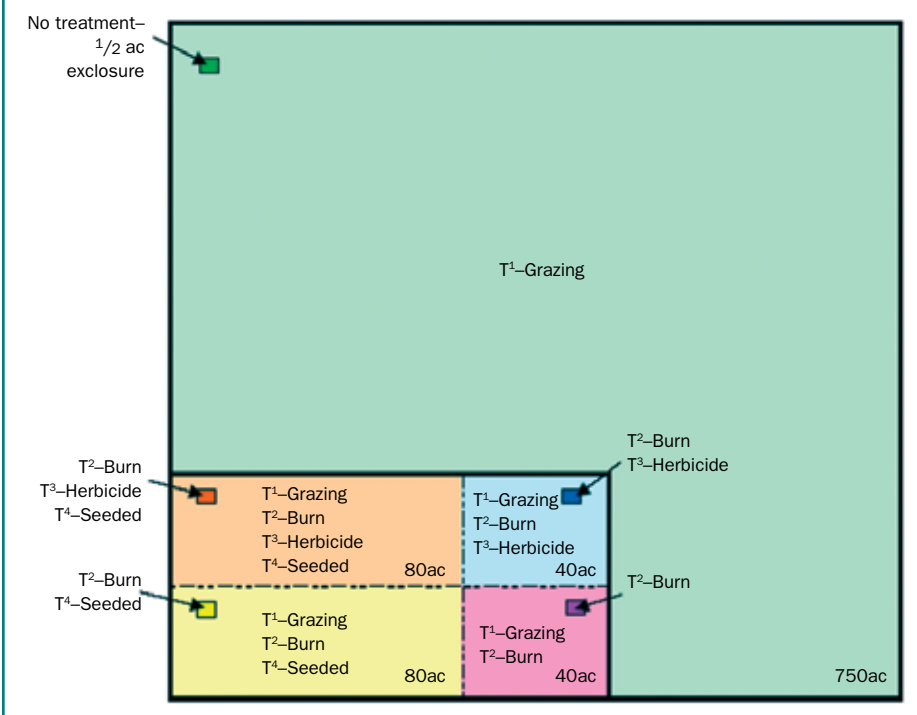 No treatment–
1/2 ac
exclosure
T¹–Grazing
T²–Burn
T³–Herbicide
T²–Burn
T³–Herbicide
T⁴–Seeded
T¹–Grazing
T²–Burn
T³–Herbicide
T⁴–Seeded
80ac
T¹–Grazing
T²–Burn
T³–Herbicide
40ac
T²–Burn
T⁴–Seeded
T¹–Grazing
T²–Burn
T⁴–Seeded
80ac
T¹–Grazing
T²–Burn
40ac
T²–Burn
750ac